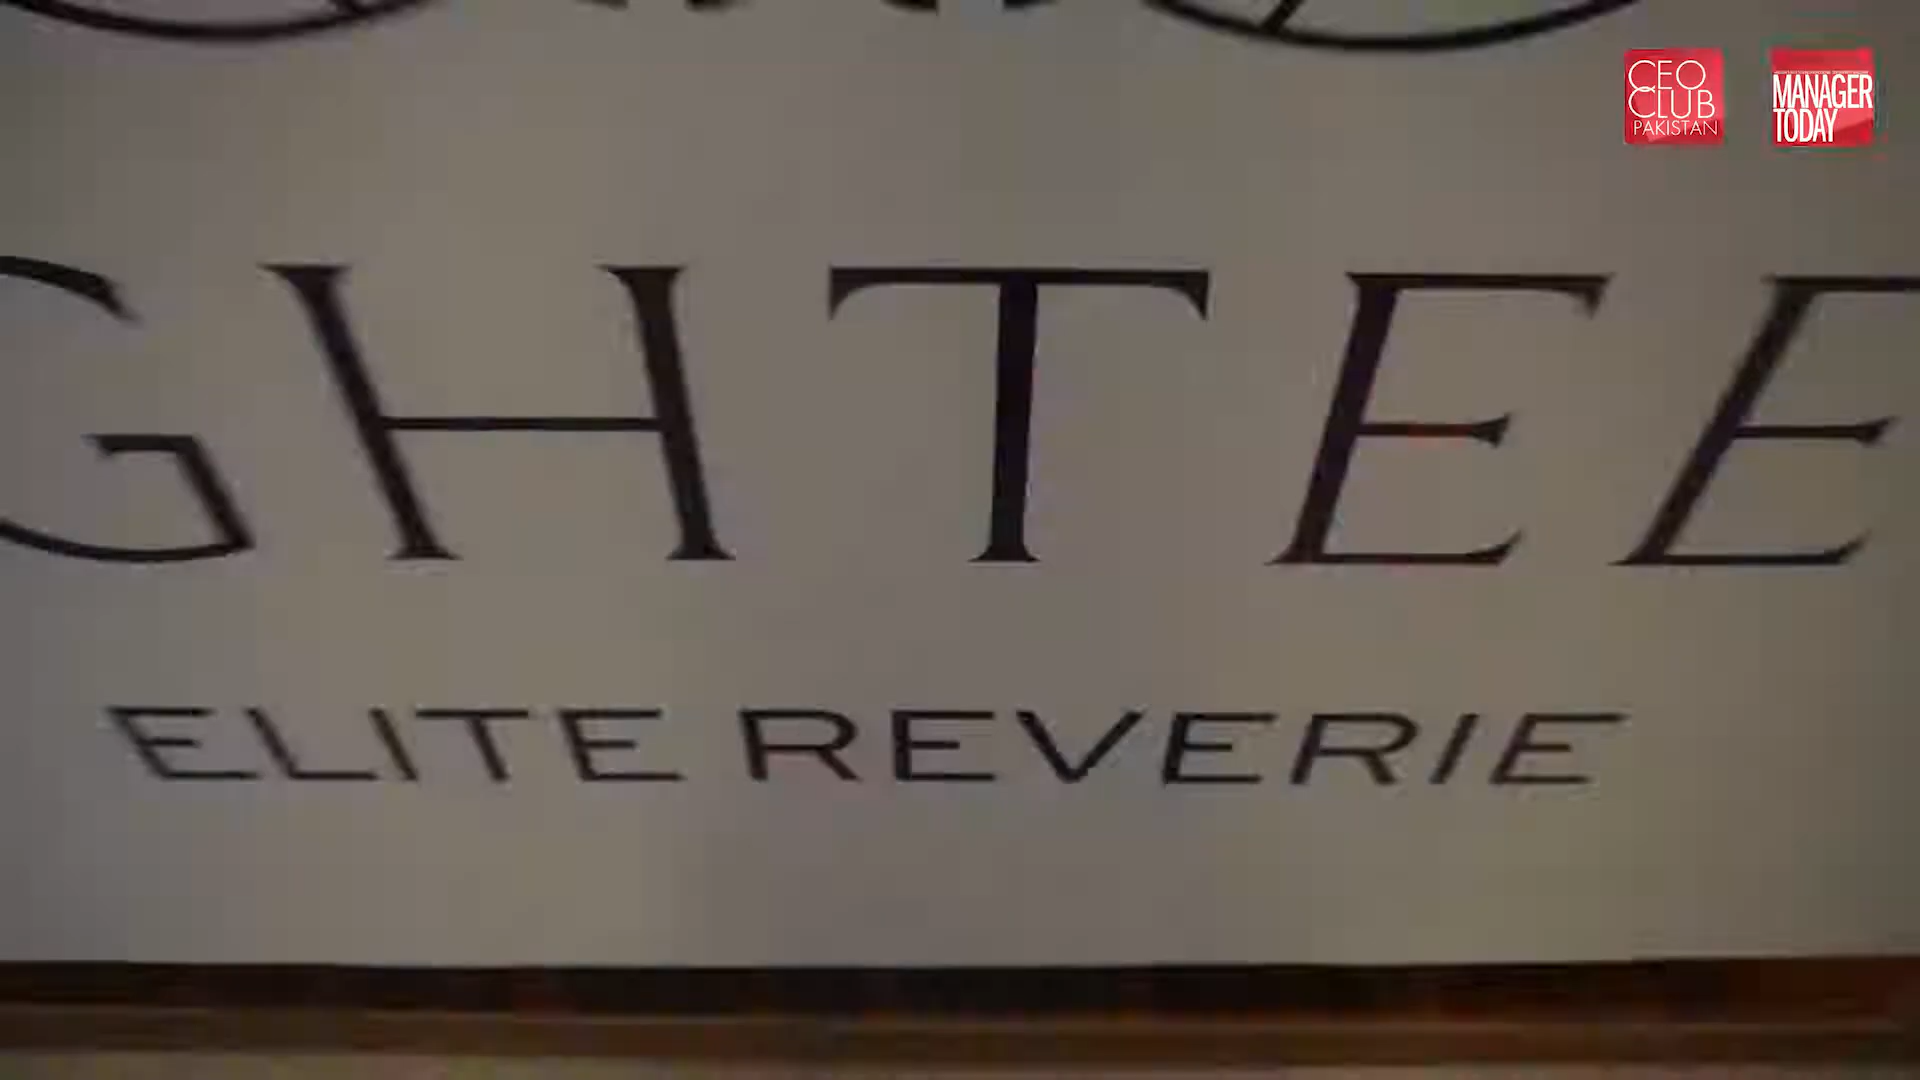 CEO
CLUB
PAKISTAN
MANAGER
TODAY
GHTEE
ELITE REVERIE